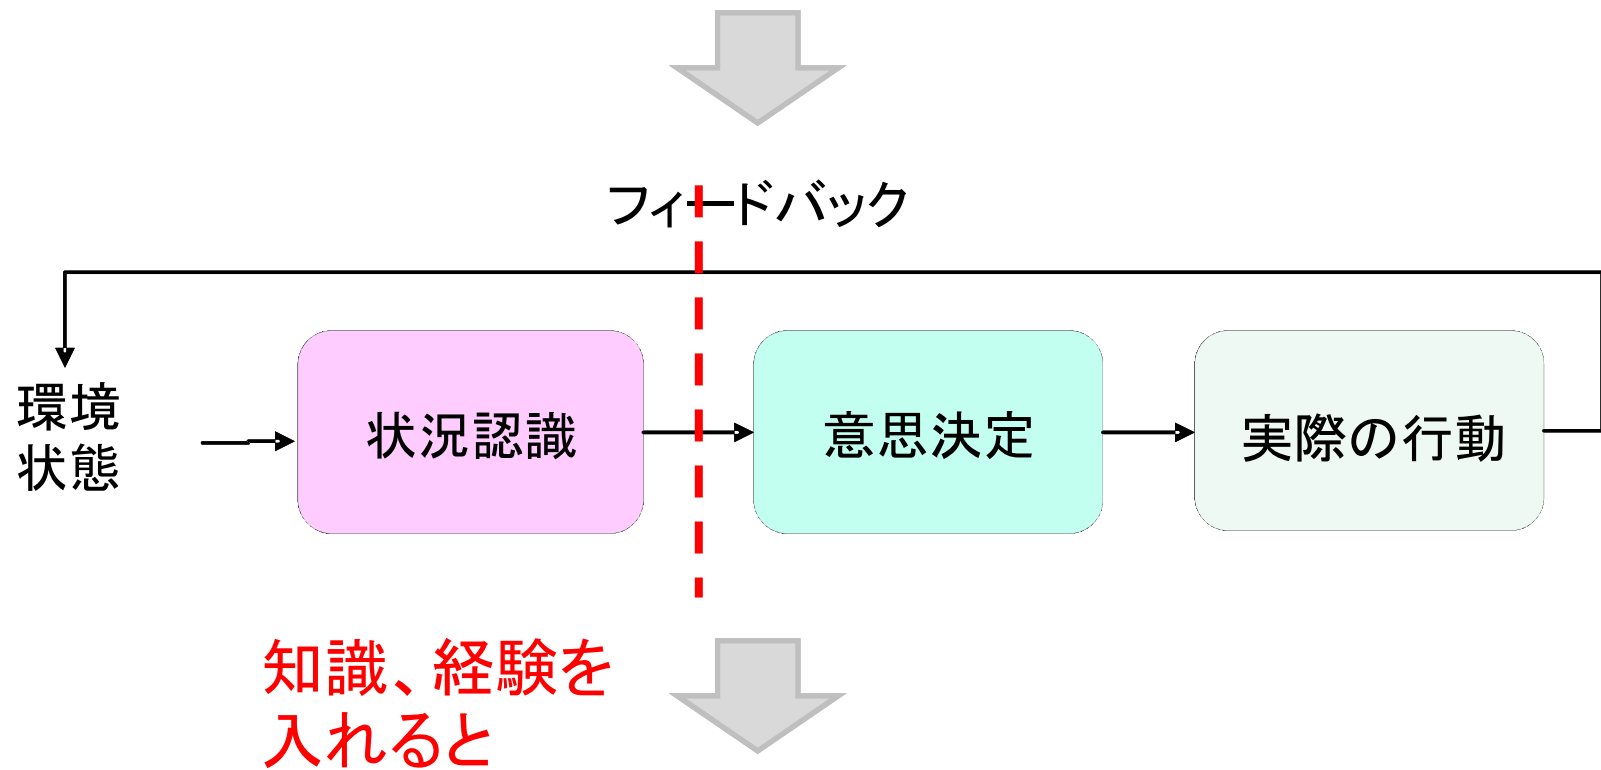 フィードバック
環境
状態
状況認識
意思決定
実際の行動
知識、経験を
入れると